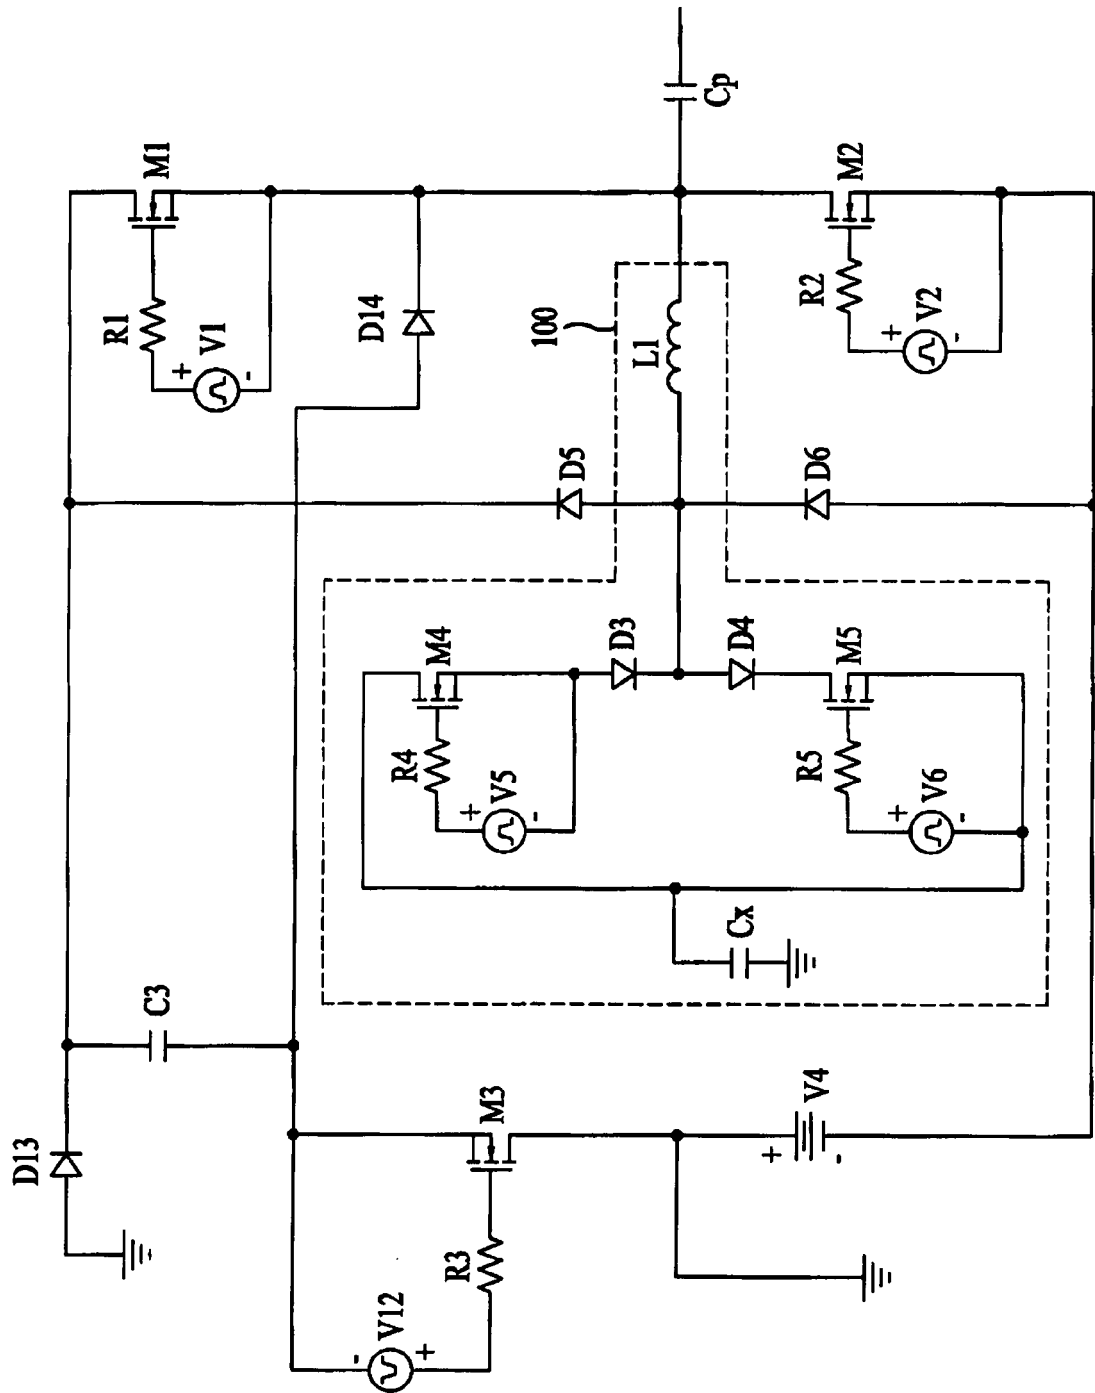 Cp
M1
M2
R1
V1
+
-
D14
100
L1
R2
V2
+
-
D5
D6
M4
D3
D4
M5
R4
V5
+
-
R5
V6
+
-
Cx
C3
D13
M3
V4
+
-
R3
V12
-
+